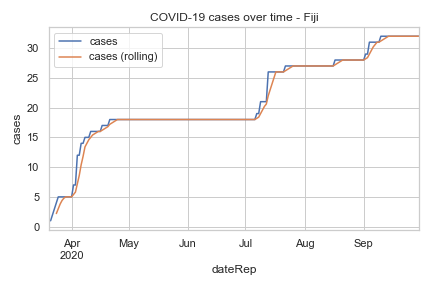 COVID-19 cases over time - Fiji
cases
cases (rolling)
cases
30
25
20
15
10
5
0
Apr
2020
May
Jun
Jul
Aug
Sep
dateRep